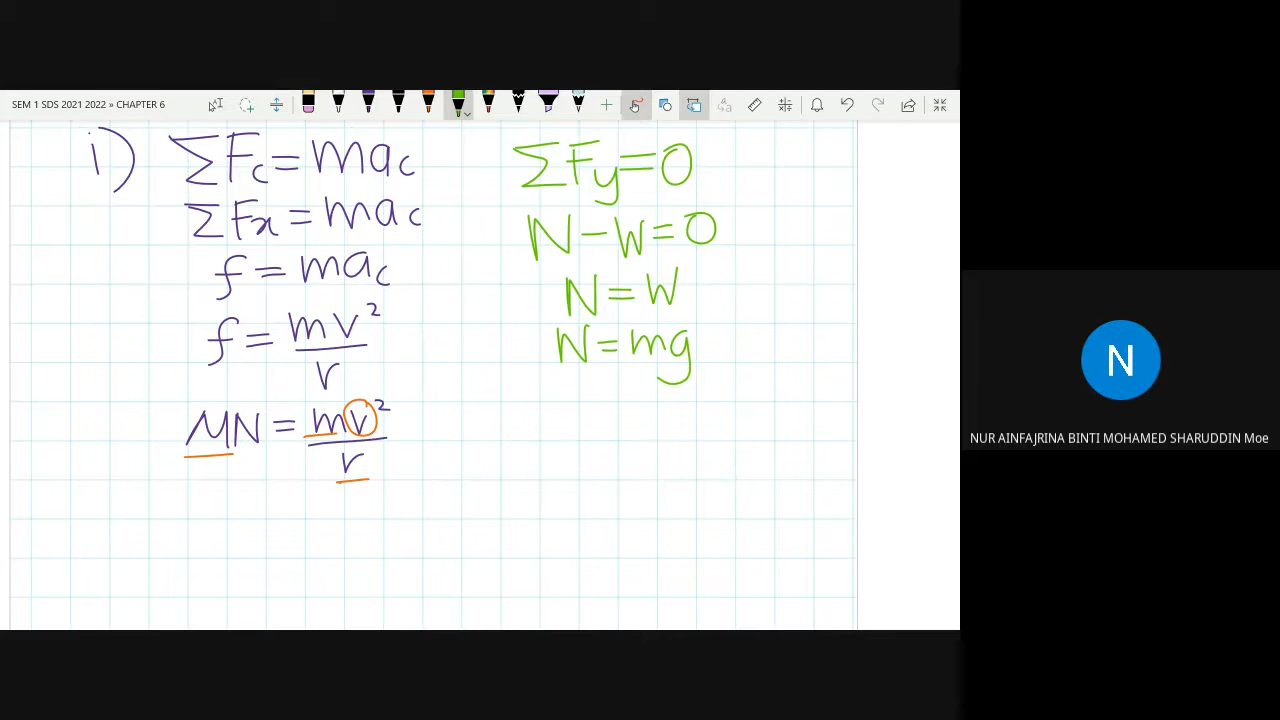 SEM 1 SDS 2021 2022 » CHAPTER 6
i) ΣFc = mac
ΣFx = mac
f = mac
f = mv²/r
μN = mv²/r
ΣFy = 0
N − W = 0
N = W
N = mg
N
NUR AINFAJRINA BINTI MOHAMED SHARUDDIN Moe